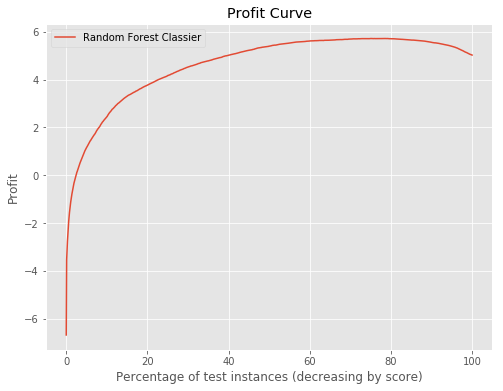 Profit Curve
Random Forest Classier
Profit
6
4
2
0
−2
−4
−6
0 20 40 60 80 100
Percentage of test instances (decreasing by score)